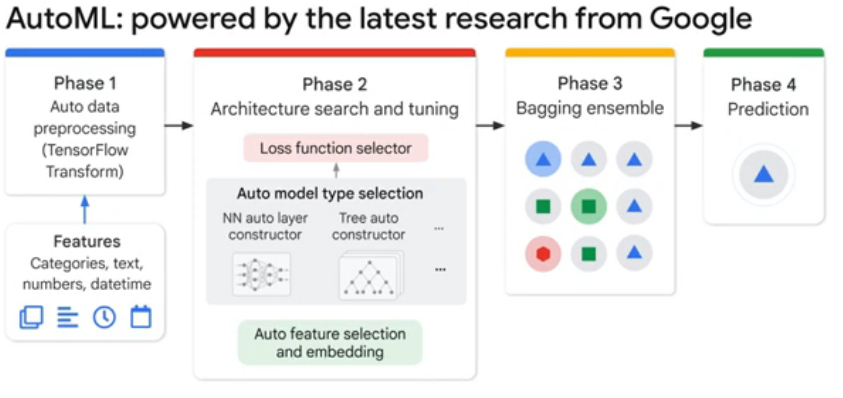 AutoML: powered by the latest research from Google
Phase 1
Auto data
preprocessing
(TensorFlow
Transform)
Features
Categories, text,
numbers, datetime
Phase 2
Architecture search and tuning
Loss function selector
Auto model type selection
NN auto layer
constructor
Tree auto
constructor
...
...
Auto feature selection
and embedding
Phase 3
Bagging ensemble
Phase 4
Prediction